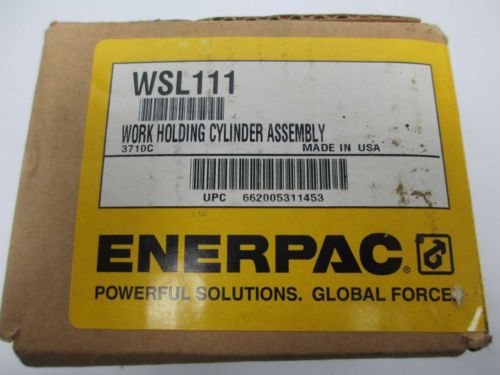 WSL111
WORK HOLDING CYLINDER ASSEMBLY
3710C MADE IN USA
UPC 662005311453
ENERPAC®
POWERFUL SOLUTIONS. GLOBAL FORCE.